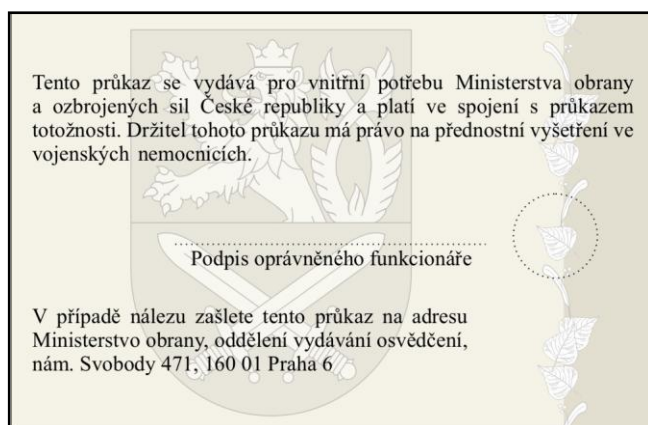 Tento průkaz se vydává pro vnitřní potřebu Ministerstva obrany
a ozbrojených sil České republiky a platí ve spojení s průkazem
totožnosti. Držitel tohoto průkazu má právo na přednostní vyšetření ve
vojenských nemocnicích.
Podpis oprávněného funkcionáře
V případě nálezu zašlete tento průkaz na adresu
Ministerstvo obrany, oddělení vydávání osvědčení,
nám. Svobody 471, 160 01 Praha 6